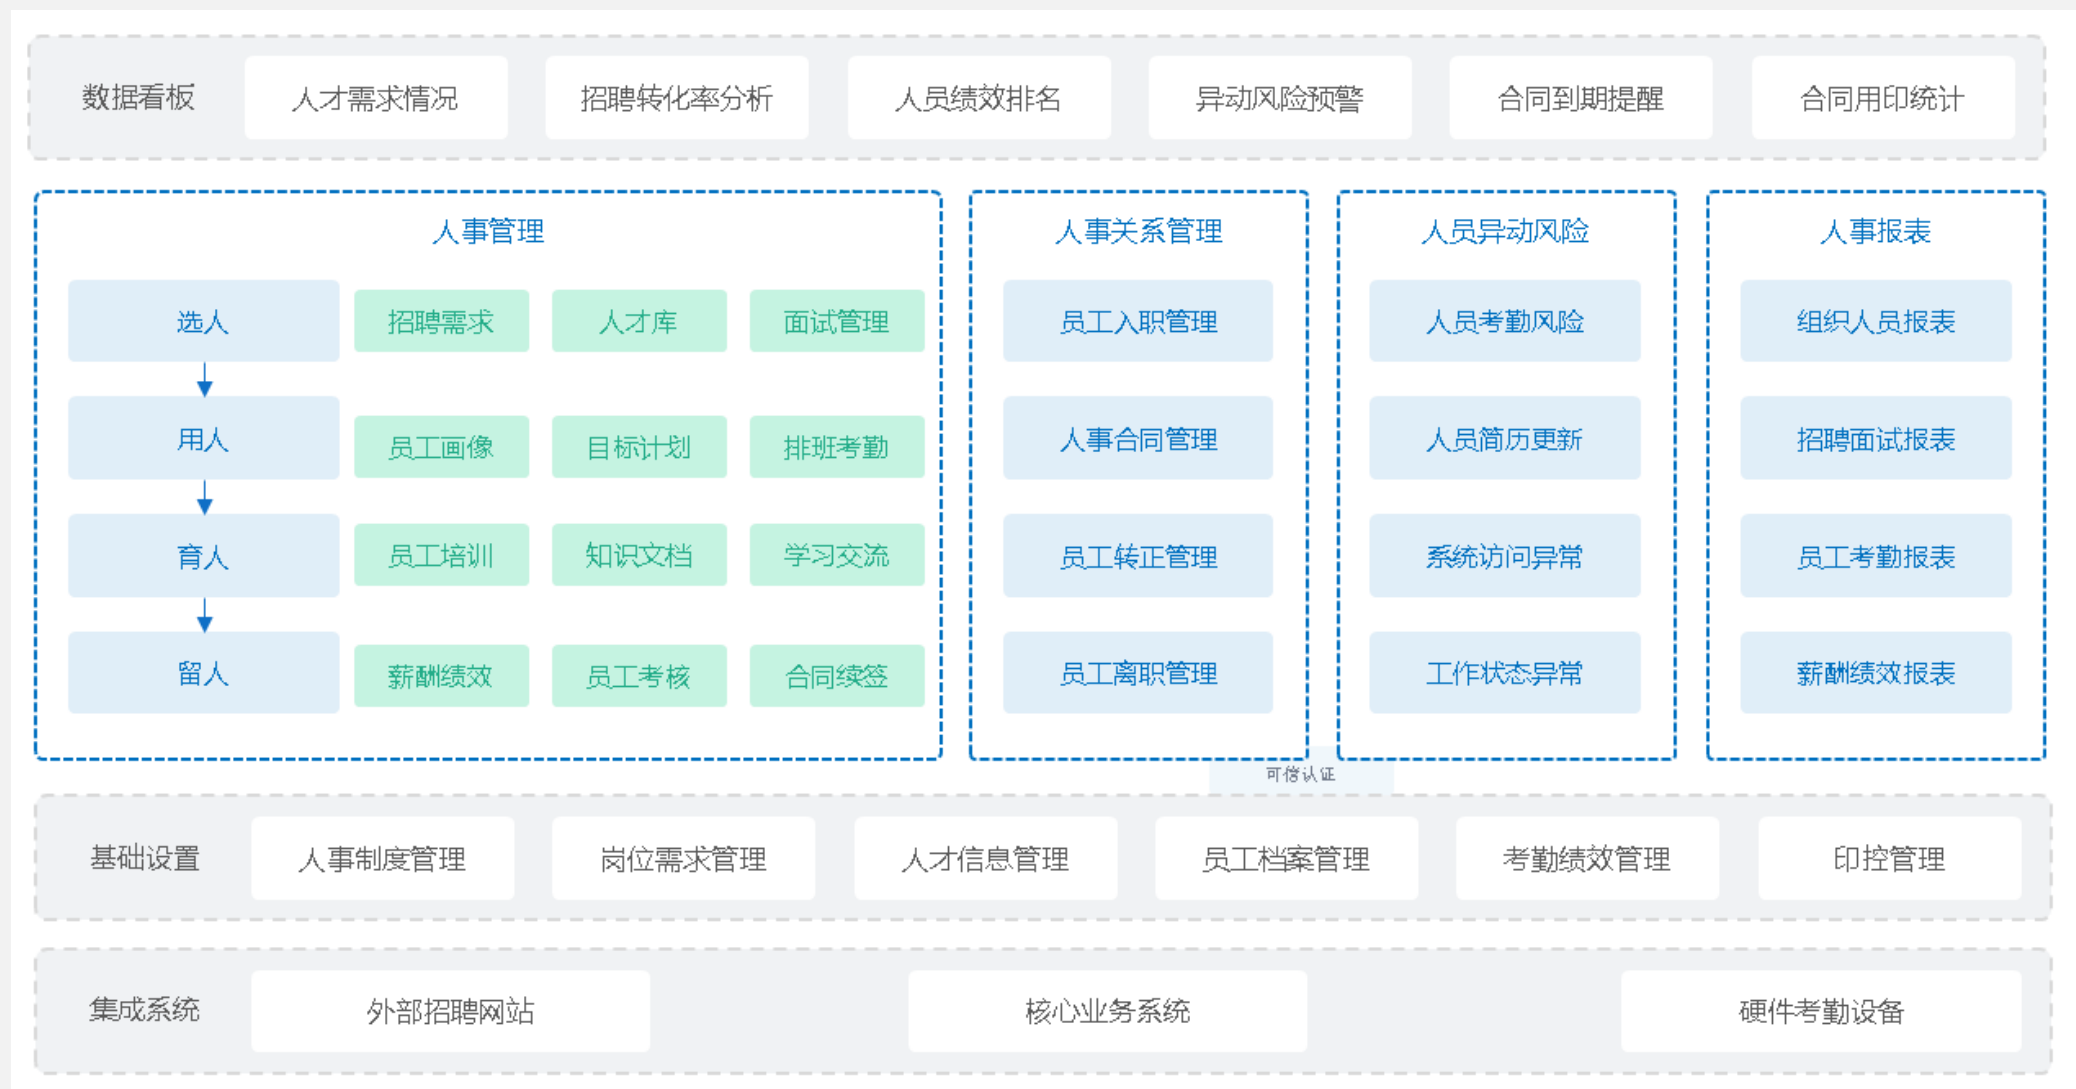 数据看板 人才需求情况 招聘转化率分析 人员绩效排名 异动风险预警 合同到期提醒 合同用印统计
人事管理
选人 招聘需求 人才库 面试管理
用人 员工画像 目标计划 排班考勤
育人 员工培训 知识文档 学习交流
留人 薪酬绩效 员工考核 合同续签
人事关系管理
员工入职管理
人事合同管理
员工转正管理
员工离职管理
人员异动风险
人员考勤风险
人员简历更新
系统访问异常
工作状态异常
人事报表
组织人员报表
招聘面试报表
员工考勤报表
薪酬绩效报表
可信认证
基础设置 人事制度管理 岗位需求管理 人才信息管理 员工档案管理 考勤绩效管理 印控管理
集成系统 外部招聘网站 核心业务系统 硬件考勤设备